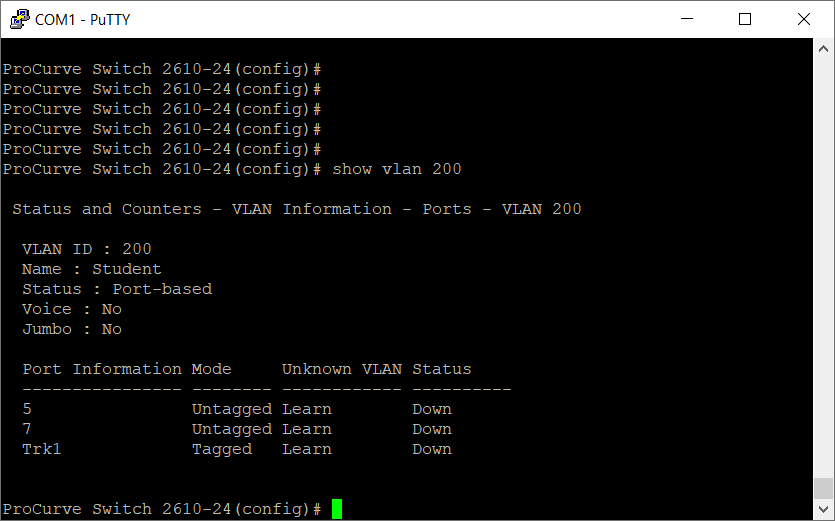 COM1 - PuTTY
ProCurve Switch 2610-24(config)#
ProCurve Switch 2610-24(config)#
ProCurve Switch 2610-24(config)#
ProCurve Switch 2610-24(config)#
ProCurve Switch 2610-24(config)#
ProCurve Switch 2610-24(config)# show vlan 200
Status and Counters - VLAN Information - Ports - VLAN 200
VLAN ID : 200
Name : Student
Status : Port-based
Voice : No
Jumbo : No
Port Information Mode     Unknown VLAN Status
---------------- -------- ------------ ----------
5                Untagged Learn        Down
7                Untagged Learn        Down
Trk1             Tagged   Learn        Down
ProCurve Switch 2610-24(config)#